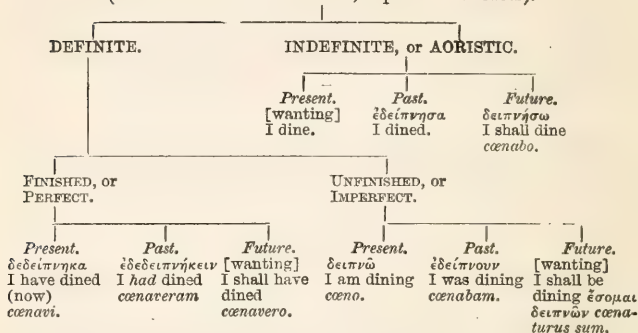 DEFINITE.
INDEFINITE, or AORISTIC.
Present.
[wanting]
I dine.
Past.
ἐδείπνησα
I dined.
Future.
δειπνήσω
I shall dine
cœnabo.
FINISHED, or
PERFECT.
UNFINISHED, or
IMPERFECT.
Present.
δεδείπνηκα
I have dined
(now)
cœnavi.
Past.
ἐδεδειπνήκειν
I had dined
cœnaveram
Future.
[wanting]
I shall have
dined
cœnavero.
Present.
δειπνῶ
I am dining
cœno.
Past.
ἐδείπνουν
I was dining
cœnabam.
Future.
[wanting]
I shall be
dining ἔσομαι
δειπνῶν cœna-
turus sum.